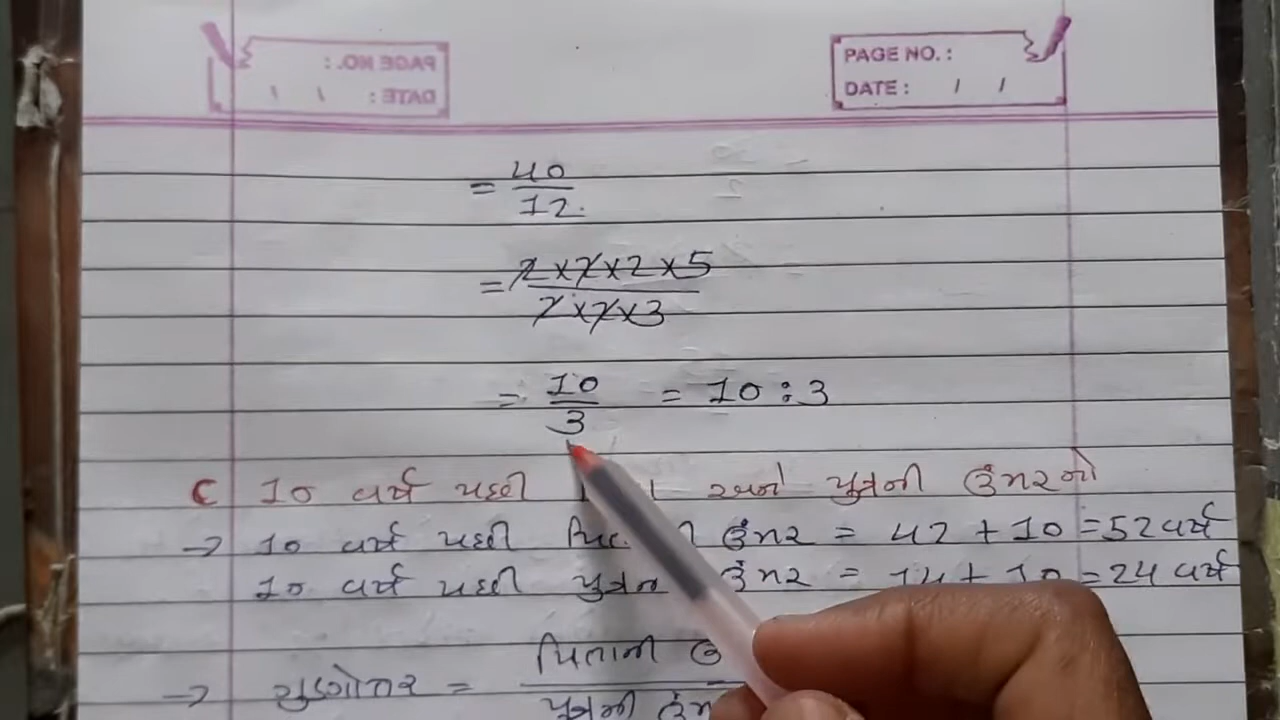 PAGE NO. :
DATE : / /
= 40
12.
= 2 x 2 x 2 x 5
2 x 2 x 3
= 10 = 10 : 3
3
C 10 વર્ષ પછી અને પુત્રની ઉંમરનો
→ 10 વર્ષ પછી ઉંમર = 42 + 10 = 52 વર્ષ
10 વર્ષ પછી ઉંમર = 14 + 10 = 24 વર્ષ
પિતાની
→ ગુણોત્તર =
પુત્રની